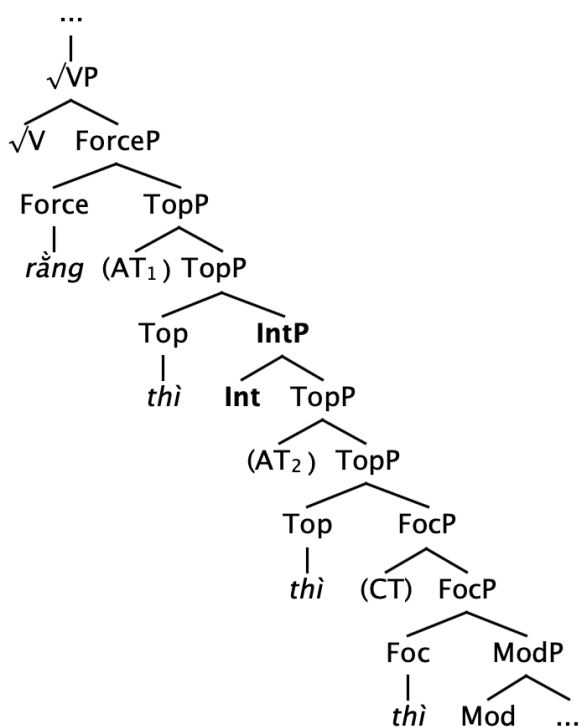 ...
√VP
√V ForceP
Force TopP
rằng (AT₁) TopP
Top IntP
thì Int TopP
(AT₂) TopP
Top FocP
thì (CT) FocP
Foc ModP
thì Mod ...